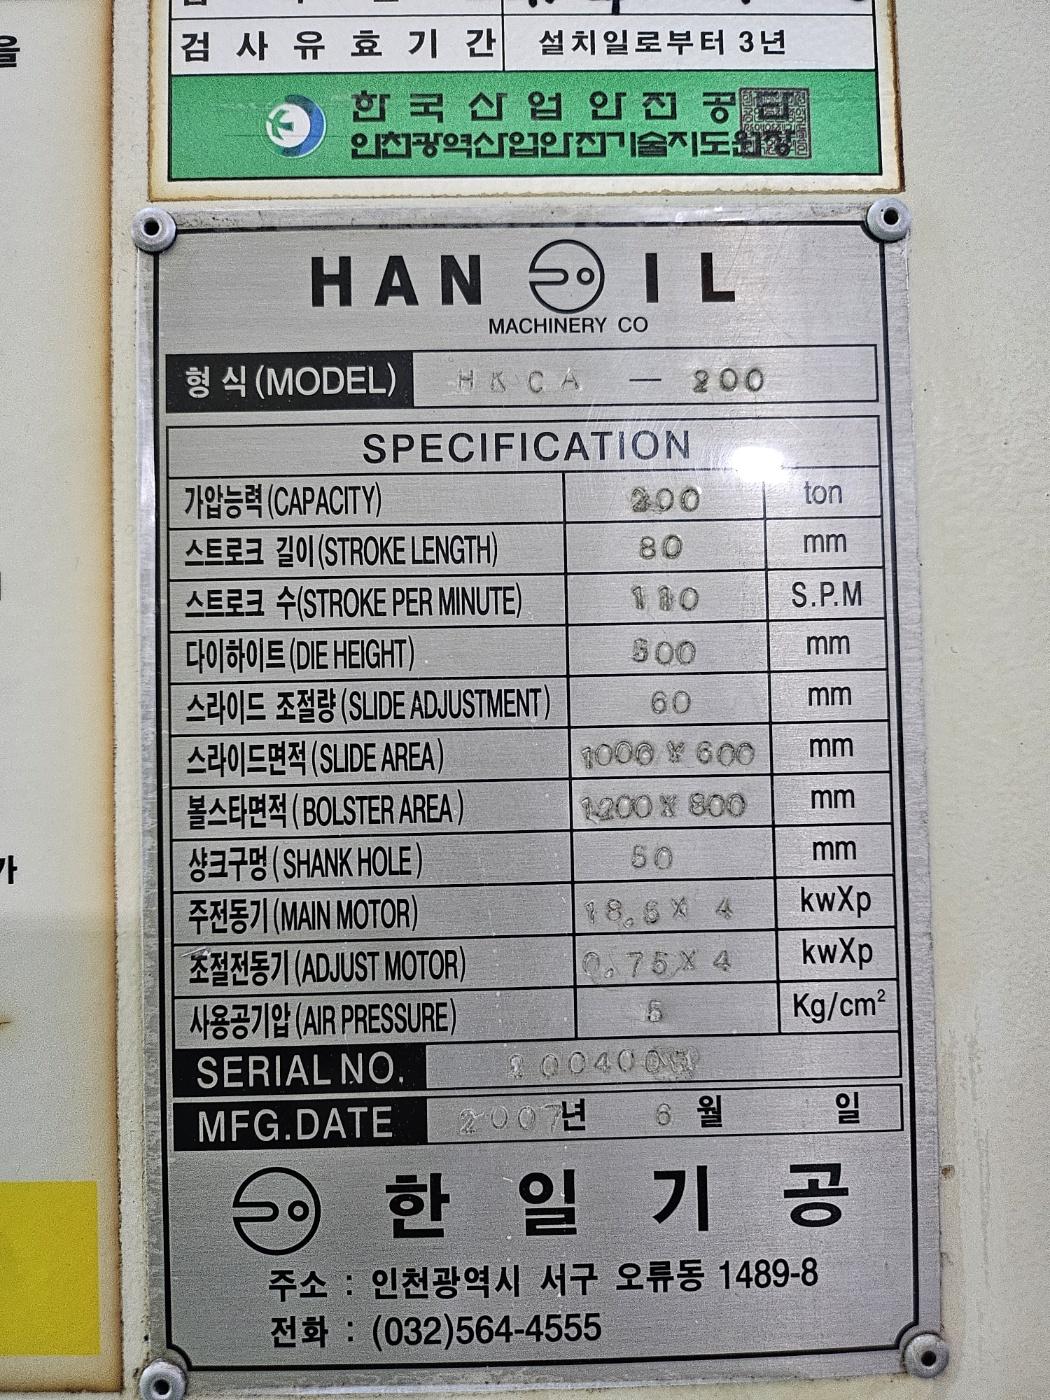 검사유효기간 설치일로부터 3년
한국산업안전공단
인천광역산업안전기술지도원장
을
가
HAN IL
MACHINERY CO
형식(MODEL) HKCA - 200
SPECIFICATION
가압능력(CAPACITY) 200 ton
스트로크 길이(STROKE LENGTH) 80 mm
스트로크 수(STROKE PER MINUTE) S.P.M
다이하이트(DIE HEIGHT) 500 mm
스라이드 조절량(SLIDE ADJUSTMENT) 60 mm
스라이드면적(SLIDE AREA) 1000 X 600 mm
볼스타면적(BOLSTER AREA) 1200 X 800 mm
샹크구멍(SHANK HOLE) 50 mm
주전동기(MAIN MOTOR) 18.5 X 4 kwXp
조절전동기(ADJUST MOTOR) 0.75 X 4 kwXp
사용공기압(AIR PRESSURE) 5 Kg/cm²
SERIAL NO.
MFG.DATE 2007년 6월 일
한일기공
주소 : 인천광역시 서구 오류동 1489-8
전화 : (032)564-4555